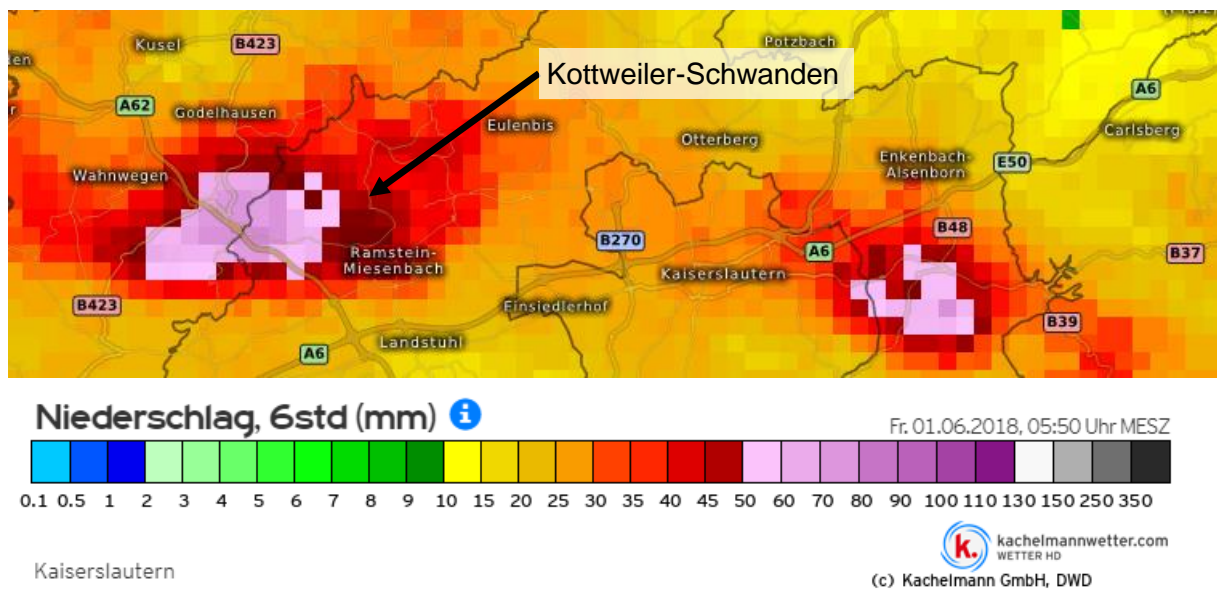 Kusel
B423
Potzbach
Kottweiler-Schwanden
A62
Godelhausen
A6
Eulenbis
Otterberg
Carlsberg
Enkenbach-
Alsenborn
E50
Wahnwegen
B48
B270
Ramstein-
Miesenbach
A6
B37
Kaiserslautern
B423
Einsiedlerhof
B39
Landstuhl
A6
Niederschlag, 6std (mm) i
Fr. 01.06.2018, 05:50 Uhr MESZ
0.1 0.5 1 2 3 4 5 6 7 8 9 10 15 20 25 30 35 40 45 50 60 70 80 90 100 110 130 150 250 350
k. kachelmannwetter.com
WETTER HD
Kaiserslautern
(c) Kachelmann GmbH, DWD